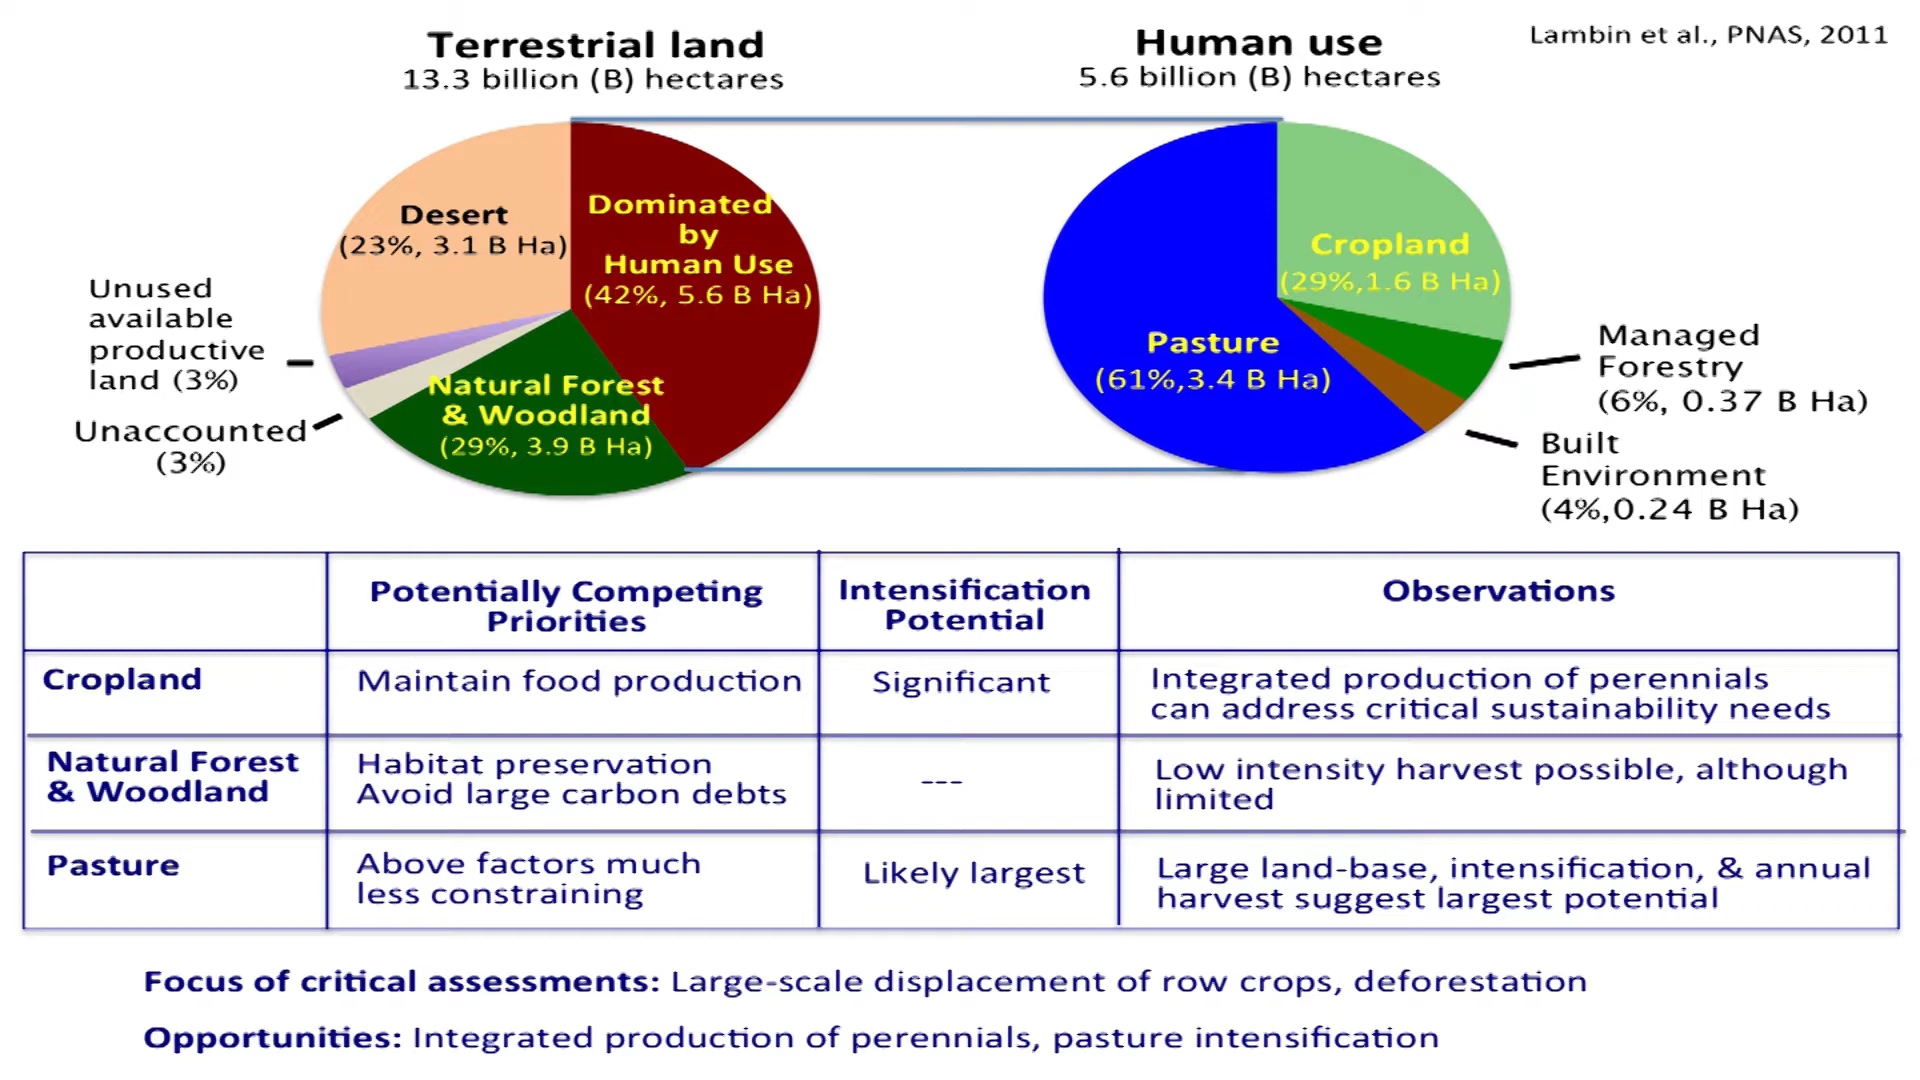 Terrestrial land
13.3 billion (B) hectares
Human use
5.6 billion (B) hectares
Lambin et al., PNAS, 2011
Desert
(23%, 3.1 B Ha)
Dominated
by
Human Use
(42%, 5.6 B Ha)
Unused
available
productive
land (3%)
Unaccounted
(3%)
Natural Forest
& Woodland
(29%, 3.9 B Ha)
Cropland
(29%,1.6 B Ha)
Pasture
(61%,3.4 B Ha)
Managed
Forestry
(6%, 0.37 B Ha)
Built
Environment
(4%,0.24 B Ha)
Potentially Competing
Priorities
Intensification
Potential
Observations
Cropland
Maintain food production
Significant
Integrated production of perennials
can address critical sustainability needs
Natural Forest
& Woodland
Habitat preservation
Avoid large carbon debts
---
Low intensity harvest possible, although
limited
Pasture
Above factors much
less constraining
Likely largest
Large land-base, intensification, & annual
harvest suggest largest potential
Focus of critical assessments: Large-scale displacement of row crops, deforestation
Opportunities: Integrated production of perennials, pasture intensification